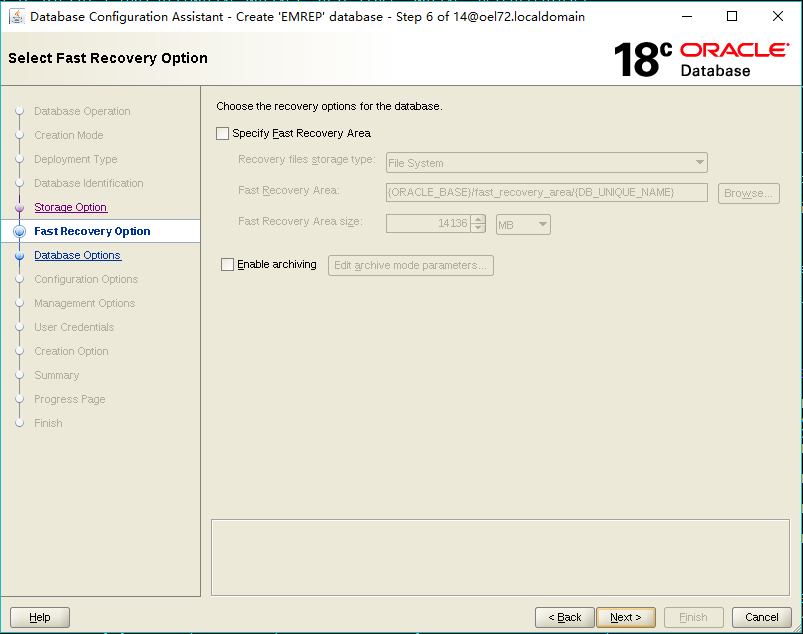 Database Configuration Assistant - Create 'EMREP' database - Step 6 of 14@oel72.localdomain
Select Fast Recovery Option
18c ORACLE Database
Database Operation
Creation Mode
Deployment Type
Database Identification
Storage Option
Fast Recovery Option
Database Options
Configuration Options
Management Options
User Credentials
Creation Option
Summary
Progress Page
Finish
Choose the recovery options for the database.
Specify Fast Recovery Area
Recovery files storage type: File System
Fast Recovery Area: {ORACLE_BASE}/fast_recovery_area/{DB_UNIQUE_NAME} Browse...
Fast Recovery Area size: 14136 MB
Enable archiving Edit archive mode parameters...
Help < Back Next > Finish Cancel